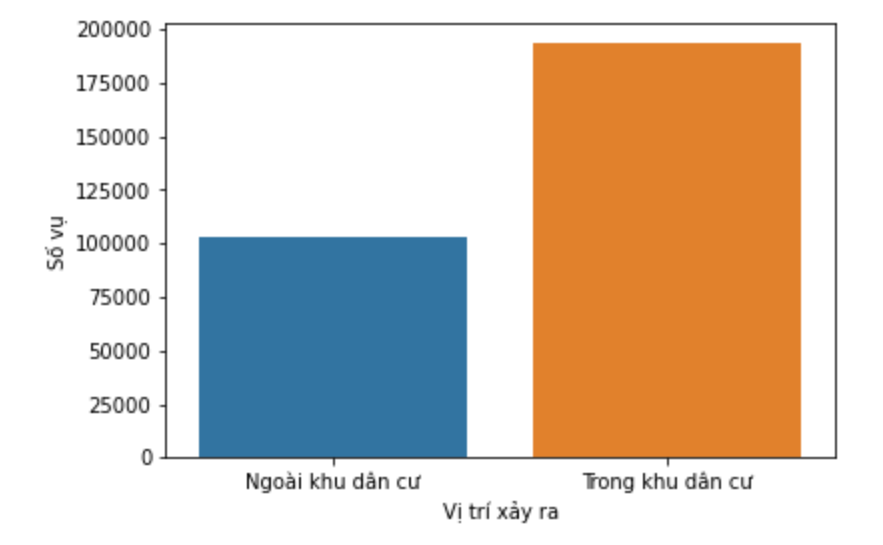 200000
175000
150000
125000
100000
75000
50000
25000
0
Số vụ
Ngoài khu dân cư
Trong khu dân cư
Vị trí xảy ra